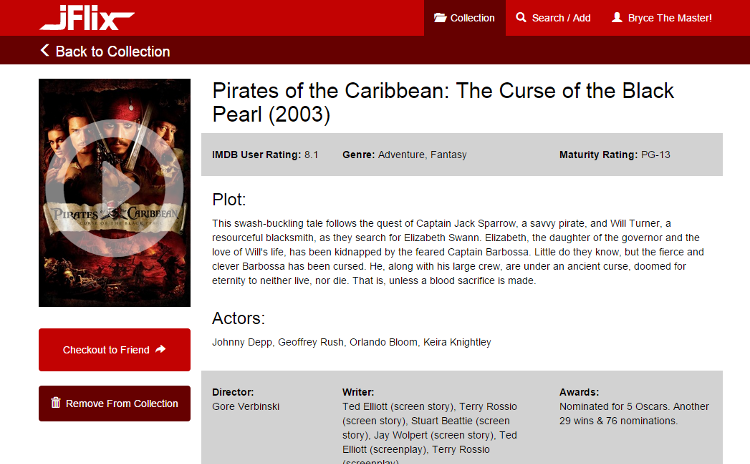 jFlix
Collection
Search / Add
Bryce The Master!
Back to Collection
PIRATES of the CARIBBEAN
Pirates of the Caribbean: The Curse of the Black
Pearl (2003)
IMDB User Rating: 8.1
Genre: Adventure, Fantasy
Maturity Rating: PG-13
Plot:
This swash-buckling tale follows the quest of Captain Jack Sparrow, a savvy pirate, and Will Turner, a
resourceful blacksmith, as they search for Elizabeth Swann. Elizabeth, the daughter of the governor and the
love of Will's life, has been kidnapped by the feared Captain Barbossa. Little do they know, but the fierce and
clever Barbossa has been cursed. He, along with his large crew, are under an ancient curse, doomed for
eternity to neither live, nor die. That is, unless a blood sacrifice is made.
Actors:
Johnny Depp, Geoffrey Rush, Orlando Bloom, Keira Knightley
Checkout to Friend
Remove From Collection
Director:
Gore Verbinski
Writer:
Ted Elliott (screen story), Terry Rossio
(screen story), Stuart Beattie (screen
story), Jay Wolpert (screen story), Ted
Elliott (screenplay), Terry Rossio
(screenplay)
Awards:
Nominated for 5 Oscars. Another
29 wins & 76 nominations.